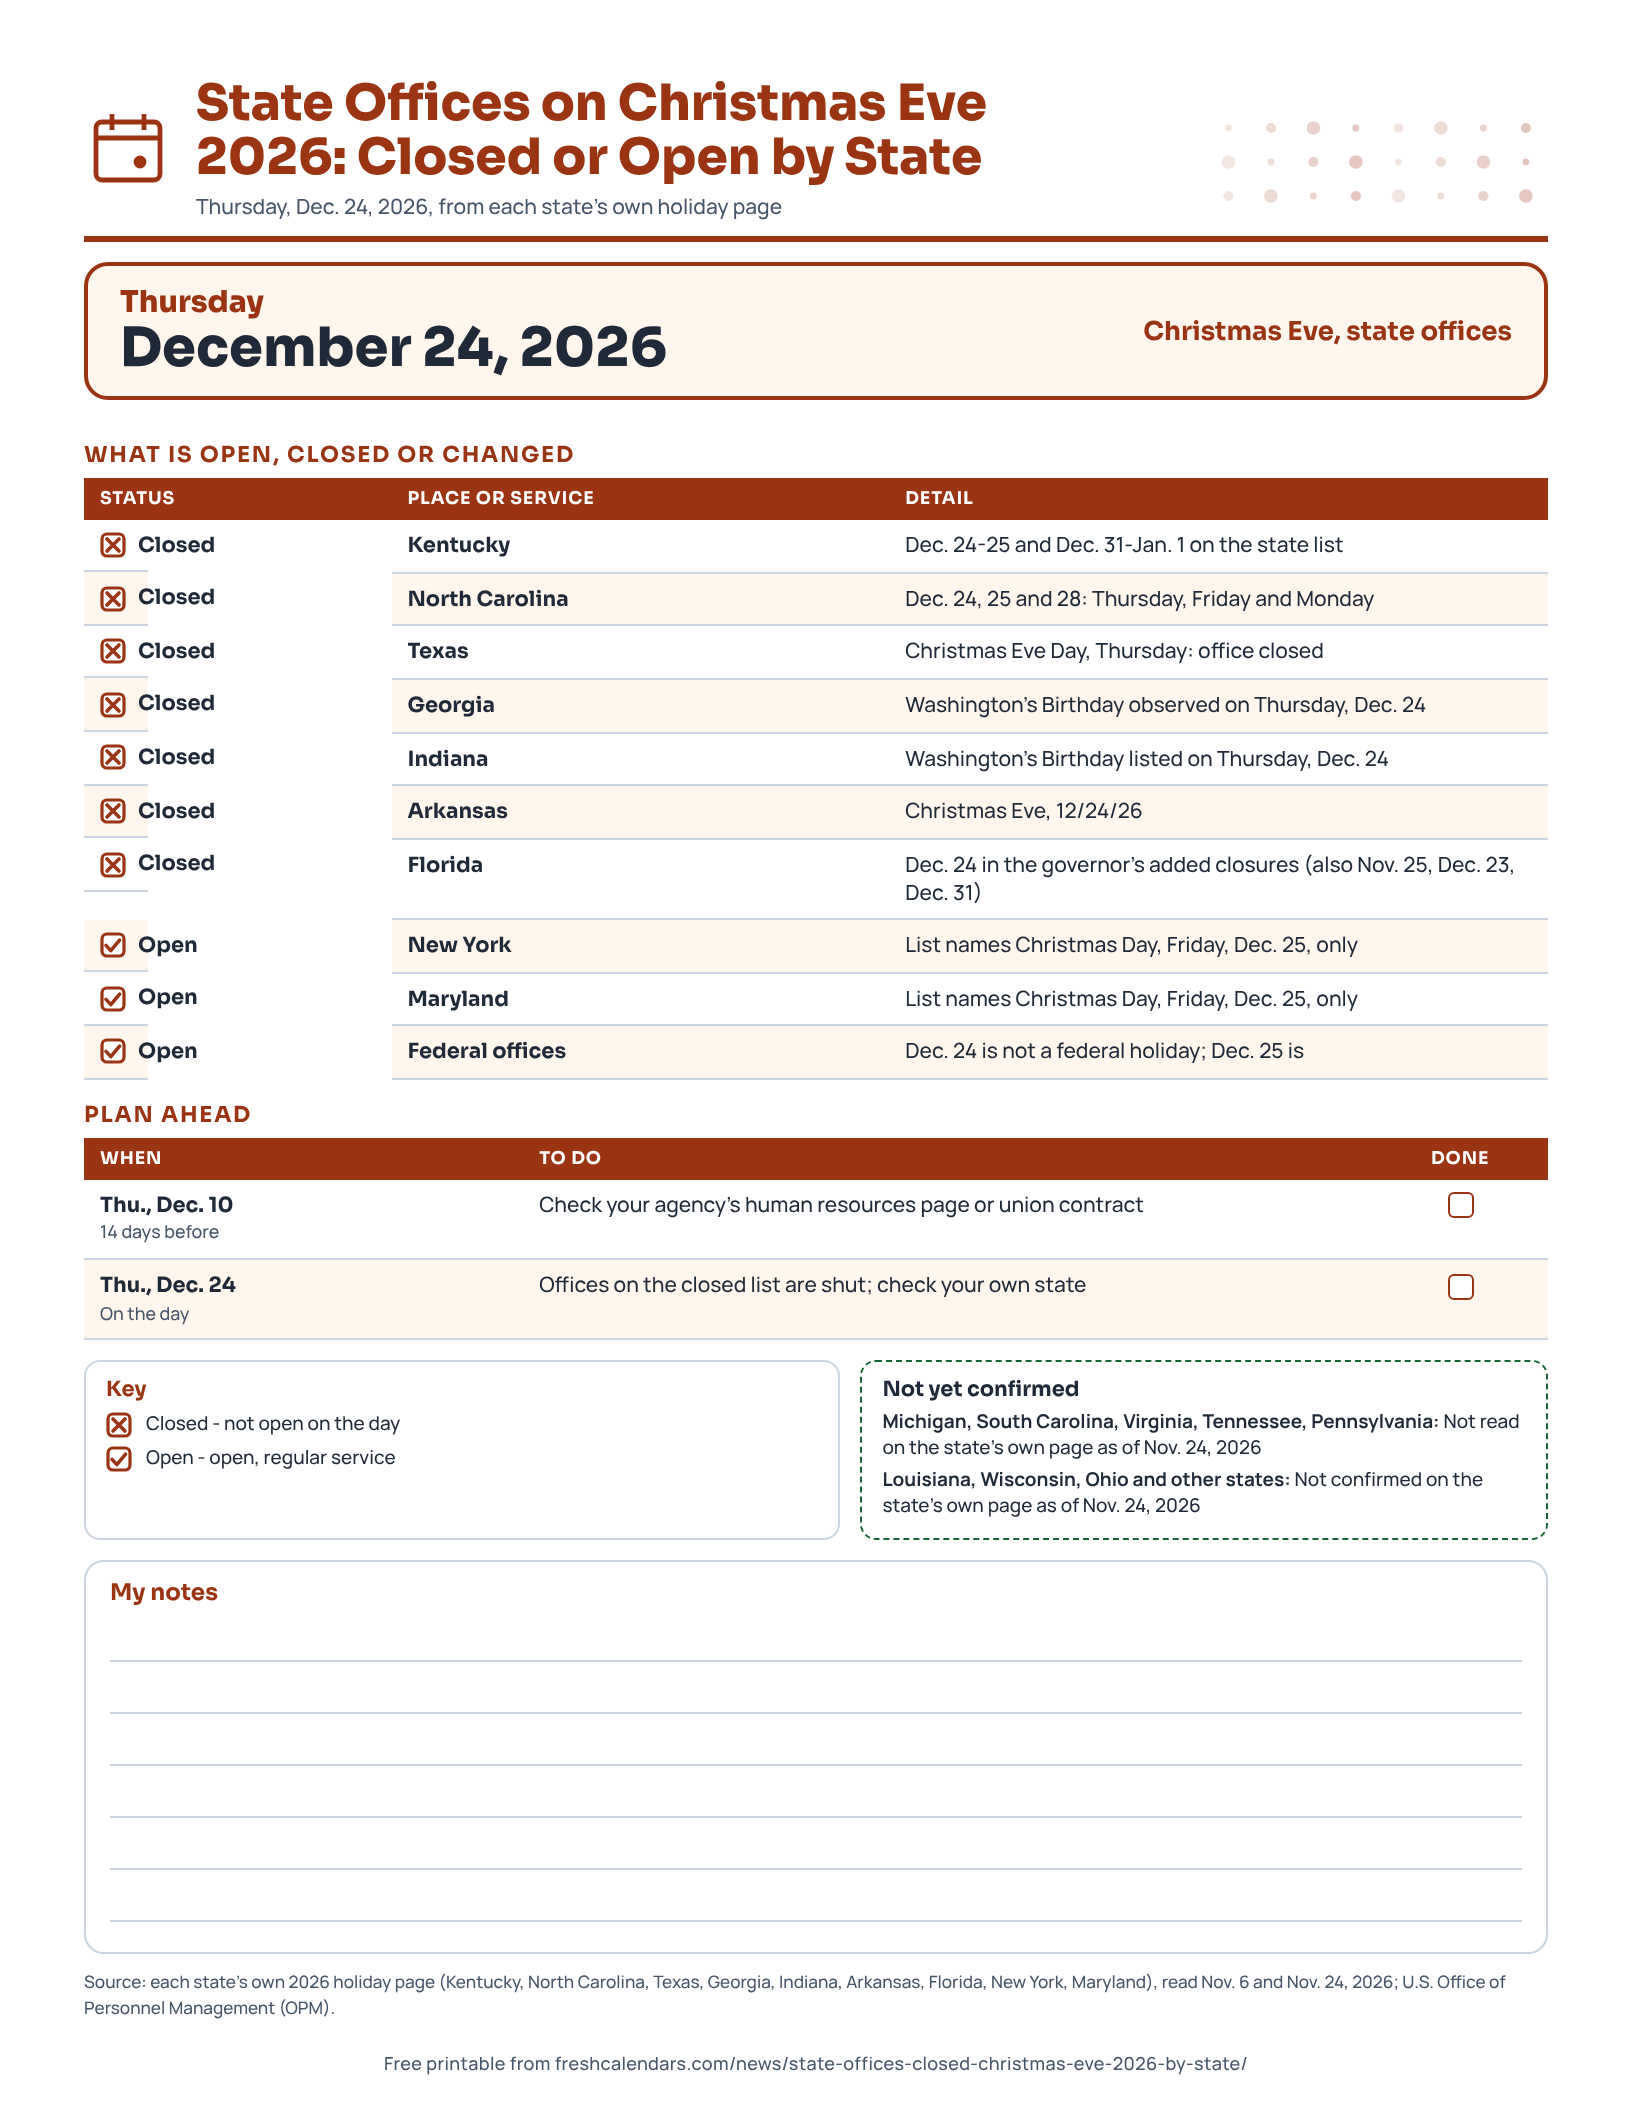 State Offices on Christmas Eve
2026: Closed or Open by State
Thursday, Dec. 24, 2026, from each state’s own holiday page
Thursday
December 24, 2026
Christmas Eve, state offices
WHAT IS OPEN, CLOSED OR CHANGED
STATUS PLACE OR SERVICE DETAIL
Closed Kentucky Dec. 24-25 and Dec. 31-Jan. 1 on the state list
Closed North Carolina Dec. 24, 25 and 28: Thursday, Friday and Monday
Closed Texas Christmas Eve Day, Thursday: office closed
Closed Georgia Washington’s Birthday observed on Thursday, Dec. 24
Closed Indiana Washington’s Birthday listed on Thursday, Dec. 24
Closed Arkansas Christmas Eve, 12/24/26
Closed Florida Dec. 24 in the governor’s added closures (also Nov. 25, Dec. 23,
Dec. 31)
Open New York List names Christmas Day, Friday, Dec. 25, only
Open Maryland List names Christmas Day, Friday, Dec. 25, only
Open Federal offices Dec. 24 is not a federal holiday; Dec. 25 is
PLAN AHEAD
WHEN TO DO DONE
Thu., Dec. 10 Check your agency’s human resources page or union contract
14 days before
Thu., Dec. 24 Offices on the closed list are shut; check your own state
On the day
Key
Closed - not open on the day
Open - open, regular service
Not yet confirmed
Michigan, South Carolina, Virginia, Tennessee, Pennsylvania: Not read
on the state’s own page as of Nov. 24, 2026
Louisiana, Wisconsin, Ohio and other states: Not confirmed on the
state’s own page as of Nov. 24, 2026
My notes
Source: each state’s own 2026 holiday page (Kentucky, North Carolina, Texas, Georgia, Indiana, Arkansas, Florida, New York, Maryland), read Nov. 6 and Nov. 24, 2026; U.S. Office of
Personnel Management (OPM).
Free printable from freshcalendars.com/news/state-offices-closed-christmas-eve-2026-by-state/